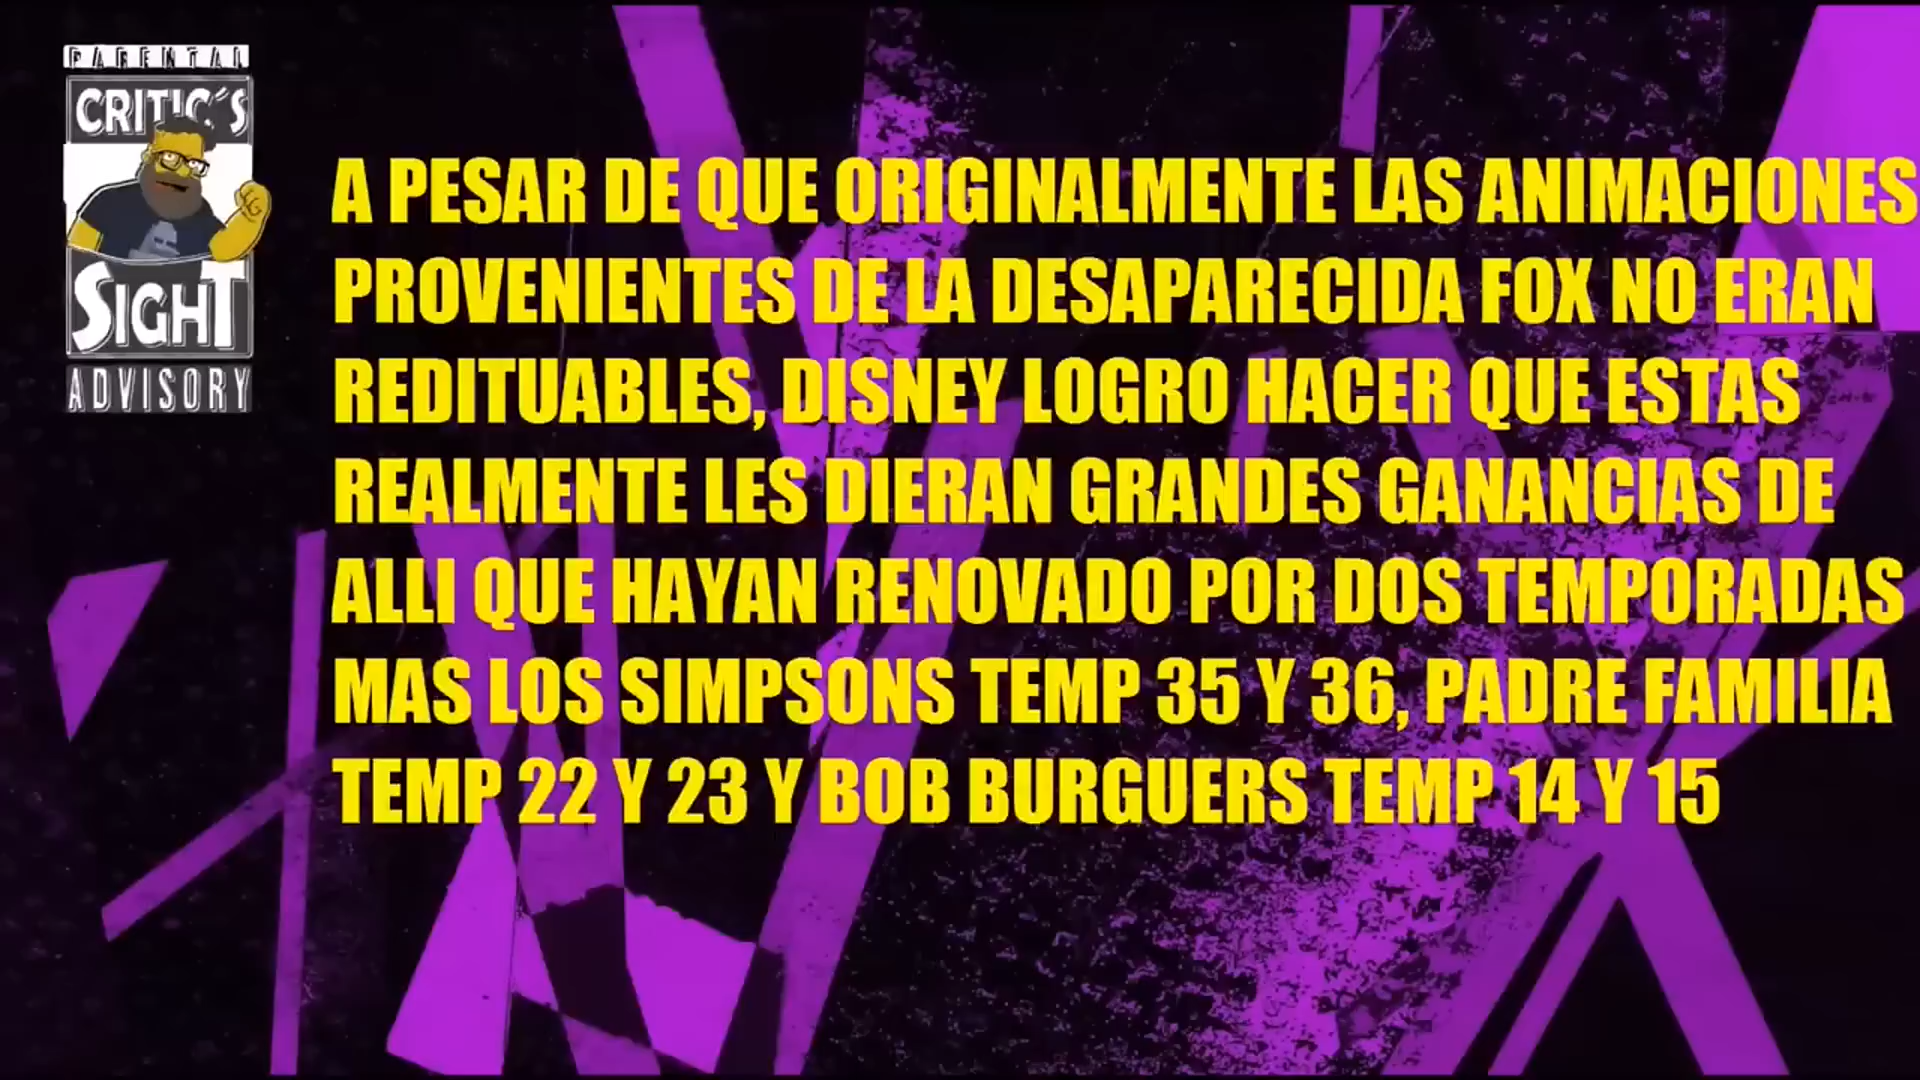 PARENTAL
CRITIC´S
SIGHT
ADVISORY
A PESAR DE QUE ORIGINALMENTE LAS ANIMACIONES
PROVENIENTES DE LA DESAPARECIDA FOX NO ERAN
REDITUABLES, DISNEY LOGRO HACER QUE ESTAS
REALMENTE LES DIERAN GRANDES GANANCIAS DE
ALLI QUE HAYAN RENOVADO POR DOS TEMPORADAS
MAS LOS SIMPSONS TEMP 35 Y 36, PADRE FAMILIA
TEMP 22 Y 23 Y BOB BURGUERS TEMP 14 Y 15